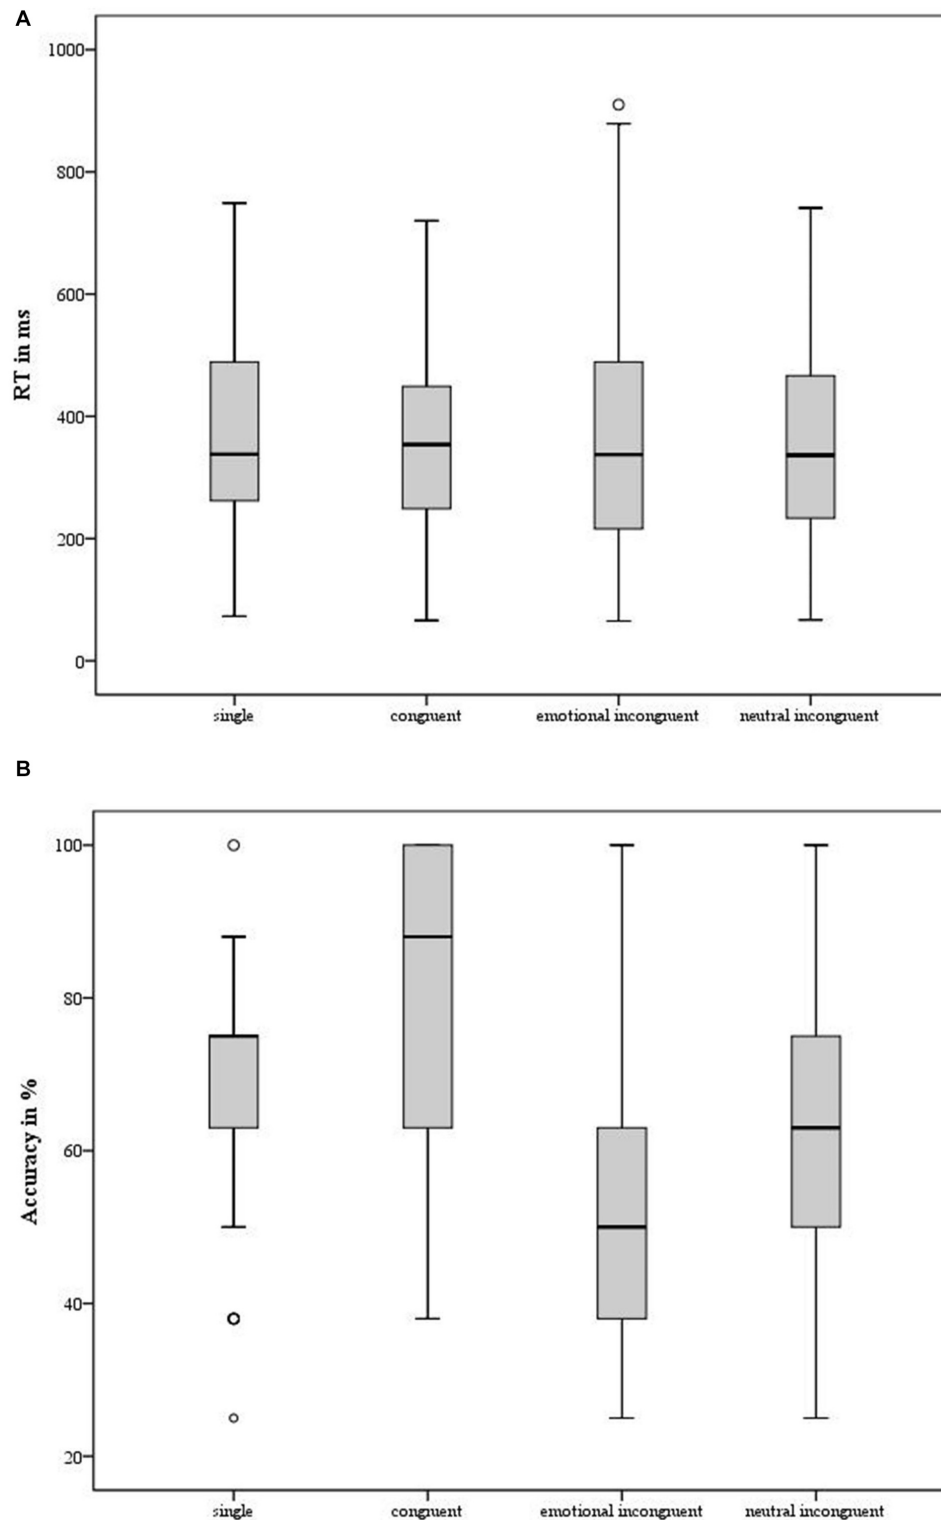 A
1000
800
600
400
200
0
RT in ms
single congruent emotional incongruent neutral incongruent
B
100
80
60
40
20
Accuracy in %
single congruent emotional incongruent neutral incongruent